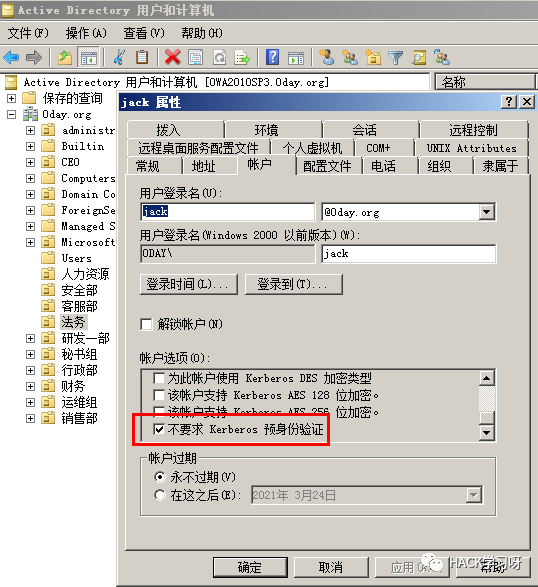 Active Directory 用户和计算机
文件(F) 操作(A) 查看(V) 帮助(H)
Active Directory 用户和计算机 [OWA2010SP3.0day.org]
名称
保存的查询
0day.org
administr
Builtin
CEO
Computers
Domain Co
ForeignSe
Managed S
Microsoft
Users
人力资源
安全部
客服部
法务
研发一部
秘书组
行政部
财务
运维组
销售部
jack 属性
拨入 环境 会话 远程控制
远程桌面服务配置文件 个人虚拟机 COM+ UNIX Attributes
常规 地址 帐户 配置文件 电话 组织 隶属于
用户登录名(U):
jack @0day.org
用户登录名(Windows 2000 以前版本)(W):
0DAY\ jack
登录时间(L)... 登录到(T)...
解锁帐户(N)
帐户选项(O):
为此帐户使用 Kerberos DES 加密类型
该帐户支持 Kerberos AES 128 位加密。
该帐户支持 Kerberos AES 256 位加密。
不要求 Kerberos 预身份验证
帐户过期
永不过期(V)
在这之后(E): 2021年 3月24日
确定 取消 应用 帮助
HACK学习呀